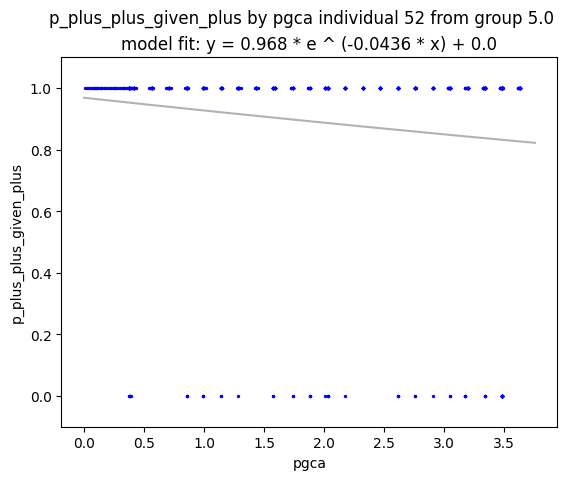 p_plus_plus_given_plus by pgca individual 52 from group 5.0
model fit: y = 0.968 * e ^ (-0.0436 * x) + 0.0
1.0
0.8
0.6
0.4
0.2
0.0
p_plus_plus_given_plus
0.0 0.5 1.0 1.5 2.0 2.5 3.0 3.5
pgca